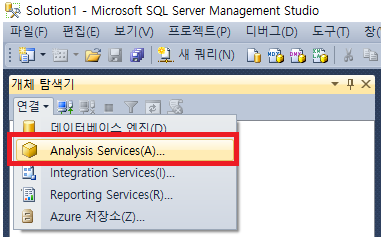 Solution1 - Microsoft SQL Server Management Studio
파일(F) 편집(E) 보기(V) 프로젝트(P) 디버그(D) 도구(T) 창(
새 쿼리(N)
개체 탐색기
연결
데이터베이스 엔진(D)
Analysis Services(A)...
Integration Services(I)...
Reporting Services(R)...
Azure 저장소(Z)...